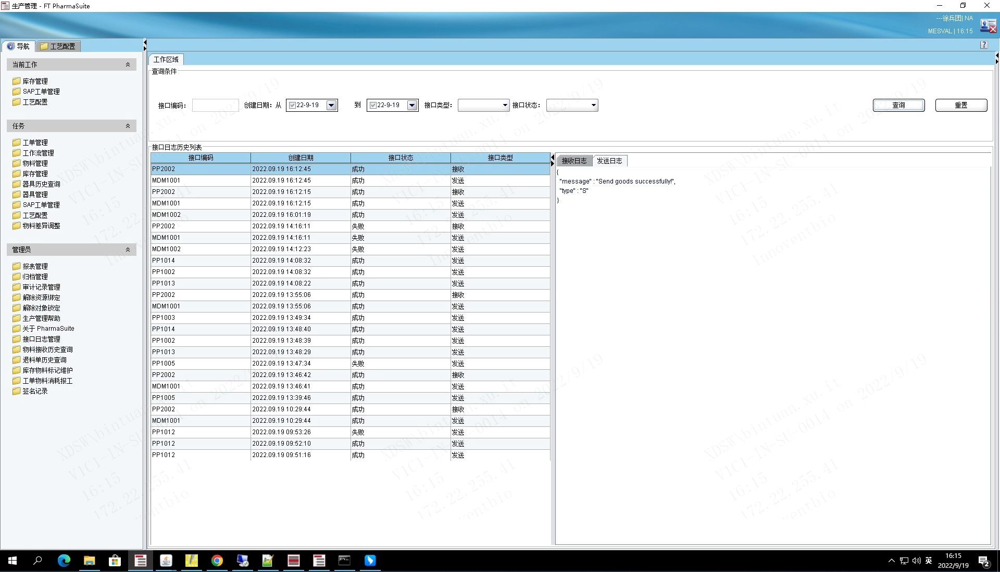 生产管理 - FT PharmaSuite
---徐兵团| NA
MESVAL | 16:15
导航
工艺配置
当前工作
库存管理
SAP工单管理
工艺配置
任务
工单管理
工作流管理
物料管理
库存管理
器具历史查询
器具管理
SAP工单管理
工艺配置
物料差异调整
管理员
报表管理
归档管理
审计记录管理
解除资源绑定
解除对象锁定
生产管理帮助
关于 PharmaSuite
接口日志管理
物料接收历史查询
退料单历史查询
库存物料标记维护
工单物料消耗报工
签名记录
工作区域
查询条件
接口编码: 创建日期: 从 22-9-19 到 22-9-19 接口类型: 接口状态: 查询 重置
接口日志历史列表
接口编码 创建日期 接口状态 接口类型
PP2002 2022.09.19 16:12:45 成功 接收
MDM1001 2022.09.19 16:12:45 成功 发送
PP2002 2022.09.19 16:12:15 成功 接收
MDM1001 2022.09.19 16:12:15 成功 发送
MDM1002 2022.09.19 16:01:19 成功 发送
PP2002 2022.09.19 14:16:11 失败 接收
MDM1001 2022.09.19 14:16:11 失败 发送
MDM1002 2022.09.19 14:12:23 失败 发送
PP1014 2022.09.19 14:08:32 成功 发送
PP1002 2022.09.19 14:08:32 成功 发送
PP1013 2022.09.19 14:08:22 成功 发送
PP2002 2022.09.19 13:55:06 成功 接收
MDM1001 2022.09.19 13:55:06 成功 发送
PP1003 2022.09.19 13:49:34 成功 发送
PP1014 2022.09.19 13:48:40 成功 发送
PP1002 2022.09.19 13:48:39 成功 发送
PP1013 2022.09.19 13:48:29 成功 发送
PP1005 2022.09.19 13:47:34 失败 发送
PP2002 2022.09.19 13:46:42 成功 接收
MDM1001 2022.09.19 13:46:41 成功 发送
PP1005 2022.09.19 13:39:46 成功 发送
PP2002 2022.09.19 10:29:44 成功 接收
MDM1001 2022.09.19 10:29:44 成功 发送
PP1012 2022.09.19 09:53:26 失败 发送
PP1012 2022.09.19 09:52:10 成功 发送
PP1012 2022.09.19 09:51:16 成功 发送
接收日志 发送日志
{
"message" : "Send goods successfully!",
"type" : "S"
}
XDSW\bintuan.xu.it
V1C1-IN-SU-0014 on 2022/9/19
16:15
172.22.255.41
Innoventbio
英
16:15
2022/9/19
2